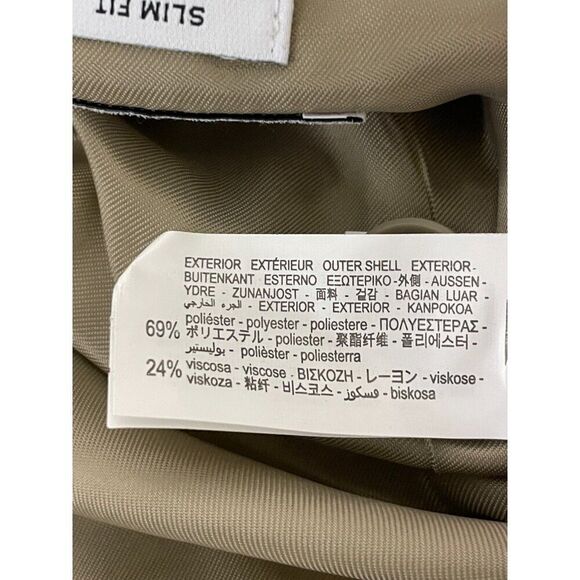 SLIM FIT
EXTERIOR EXTÉRIEUR OUTER SHELL EXTERIOR-
BUITENKANT ESTERNO ΕΞΩΤΕΡΙΚΟ-外側 - AUSSEN-
YDRE - ZUNANJOST - 面料 - 겉감 - BAGIAN LUAR -
الجزء الخارجي - EXTERIOR - EXTERIOR - KANPOKOA
poliéster - polyester - poliestere - ΠΟΛΥΕΣΤΕΡΑΣ -
69% ポリエステル - poliester - 聚酯纤维 - 폴리에스터 -
بوليستير - polièster - poliesterra
24% viscosa - viscose - ΒΙΣΚΟΖΗ - レーヨン - viskose -
viskoza - 粘纤 - 비스코스 - فسكوز - biskosa